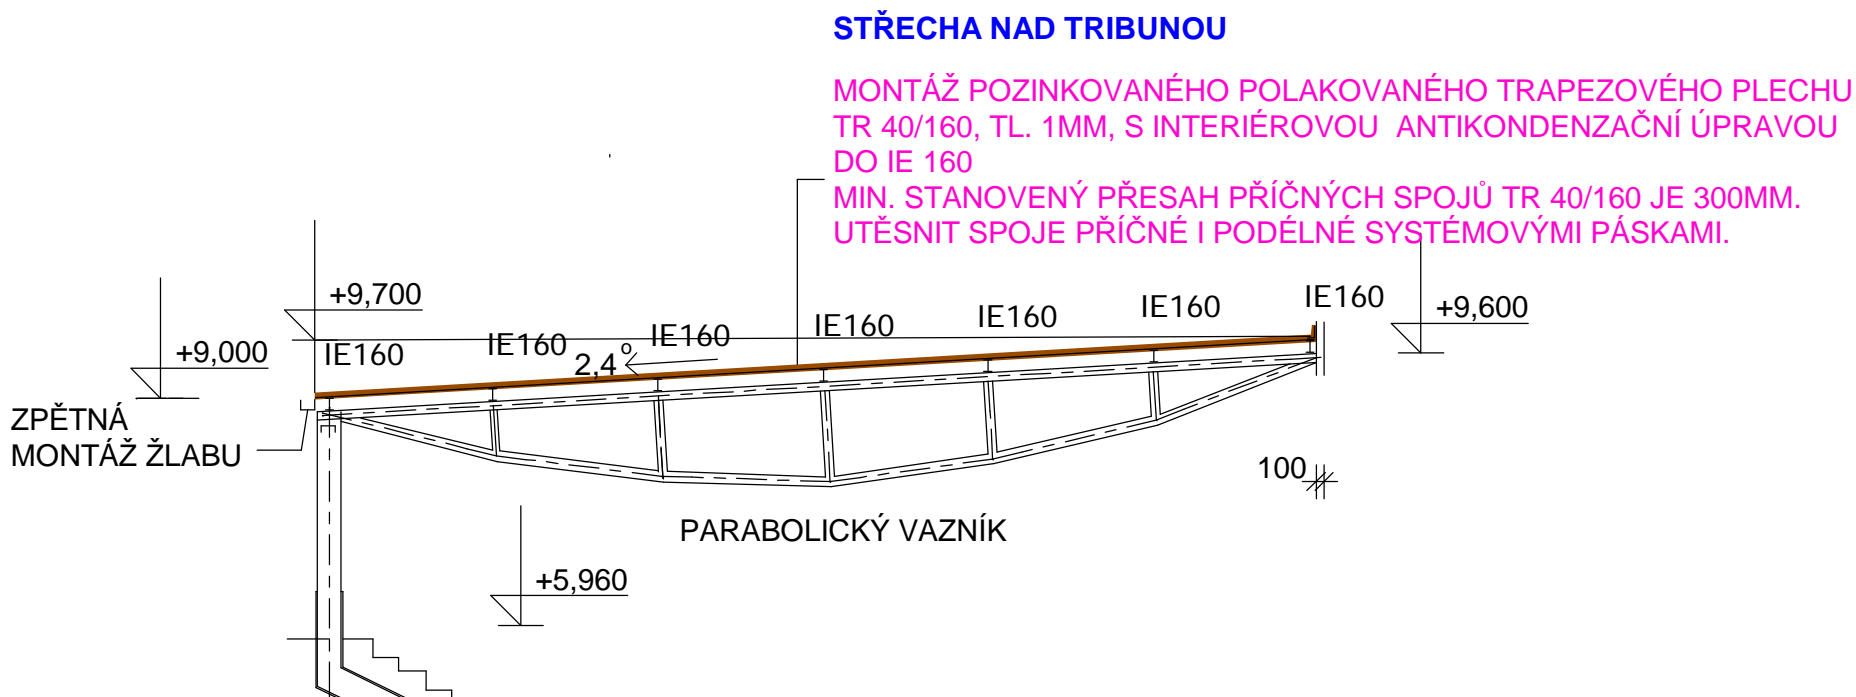 STŘECHA NAD TRIBUNOU
MONTÁŽ POZINKOVANÉHO POLAKOVANÉHO TRAPEZOVÉHO PLECHU
TR 40/160, TL. 1MM, S INTERIÉROVOU ANTIKONDENZAČNÍ ÚPRAVOU
DO IE 160
MIN. STANOVENÝ PŘESAH PŘÍČNÝCH SPOJŮ TR 40/160 JE 300MM.
UTĚSNIT SPOJE PŘÍČNÉ I PODÉLNÉ SYSTÉMOVÝMI PÁSKAMI.
+9,700
+9,000
IE160
IE160
IE160
IE160
IE160
IE160
IE160
+9,600
2,4°
ZPĚTNÁ
MONTÁŽ ŽLABU
100
PARABOLICKÝ VAZNÍK
+5,960